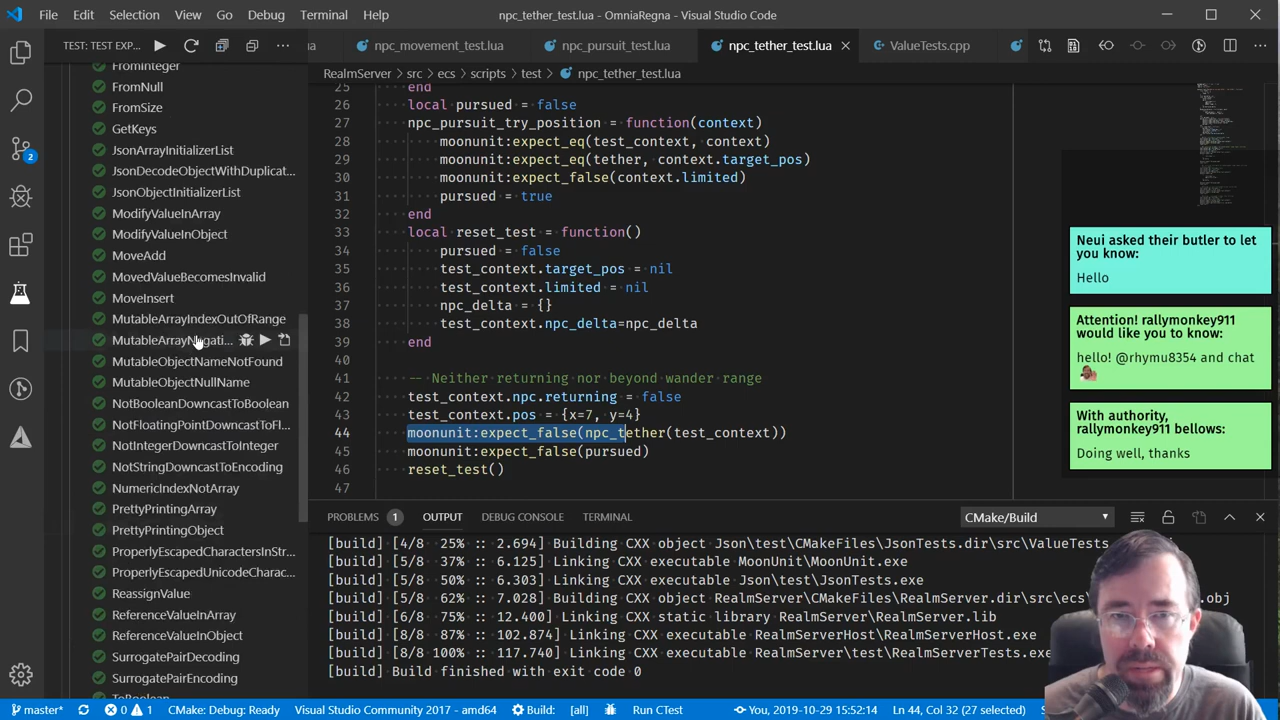 File Edit Selection View Go Debug Terminal Help
npc_tether_test.lua - OmniaRegna - Visual Studio Code
TEST: TEST EXP...
ua
npc_movement_test.lua
npc_pursuit_test.lua
npc_tether_test.lua
ValueTests.cpp
RealmServer > src > ecs > scripts > test > npc_tether_test.lua
FromInteger
FromNull
FromSize
GetKeys
JsonArrayInitializerList
JsonDecodeObjectWithDuplicat...
JsonObjectInitializerList
ModifyValueInArray
ModifyValueInObject
MoveAdd
MovedValueBecomesInvalid
MoveInsert
MutableArrayIndexOutOfRange
MutableArrayNegati...
MutableObjectNameNotFound
MutableObjectNullName
NotBooleanDowncastToBoolean
NotFloatingPointDowncastToFl...
NotIntegerDowncastToInteger
NotStringDowncastToEncoding
NumericIndexNotArray
PrettyPrintingArray
PrettyPrintingObject
ProperlyEscapedCharactersInStr...
ProperlyEscapedUnicodeCharac...
ReassignValue
ReferenceValueInArray
ReferenceValueInObject
SurrogatePairDecoding
SurrogatePairEncoding
ToBoolean
25 end
26 local pursued = false
27 npc_pursuit_by_position = function(context)
28 moonunit:expect_eq(test_context, context)
29 moonunit:expect_eq(tether, context.target_pos)
30 moonunit:expect_false(context.limited)
31 pursued = true
32 end
33 local reset_test = function()
34 pursued = false
35 test_context.target_pos = nil
36 test_context.limited = nil
37 npc_delta = {}
38 test_context.npc_delta=npc_delta
39 end
40
41 -- Neither returning nor beyond wander range
42 test_context.npc.returning = false
43 test_context.pos = {x=7, y=4}
44 moonunit:expect_false(npc_tether(test_context))
45 moonunit:expect_false(pursued)
46 reset_test()
47
Neui asked their butler to let
you know:
Hello
Attention! rallymonkey911
would like you to know:
hello! @rhymu8354 and chat
With authority,
rallymonkey911 bellows:
Doing well, thanks
PROBLEMS 1 OUTPUT DEBUG CONSOLE TERMINAL
CMake/Build
[build] [4/8 25% :: 2.694] Building CXX object Json\test\CMakeFiles\JsonTests.dir\src\ValueTests.
[build] [5/8 37% :: 6.125] Linking CXX executable MoonUnit\MoonUnit.exe
[build] [5/8 50% :: 6.303] Linking CXX executable Json\test\JsonTests.exe
[build] [5/8 62% :: 7.028] Building CXX object RealmServer\CMakeFiles\RealmServer.dir\src\ecs\ obj
[build] [6/8 75% :: 12.400] Linking CXX static library RealmServer\RealmServer.lib
[build] [8/8 87% :: 102.874] Linking CXX executable RealmServerHost\RealmServerHost.exe
[build] [8/8 100% :: 117.740] Linking CXX executable RealmServer\test\RealmServerTests.exe
[build] Build finished with exit code 0
2
master* 0 1 CMake: Debug: Ready Visual Studio Community 2017 - amd64 Build: [all] Run CTest You, 2019-10-29 15:52:14 Ln 44, Col 32 (27 selected)